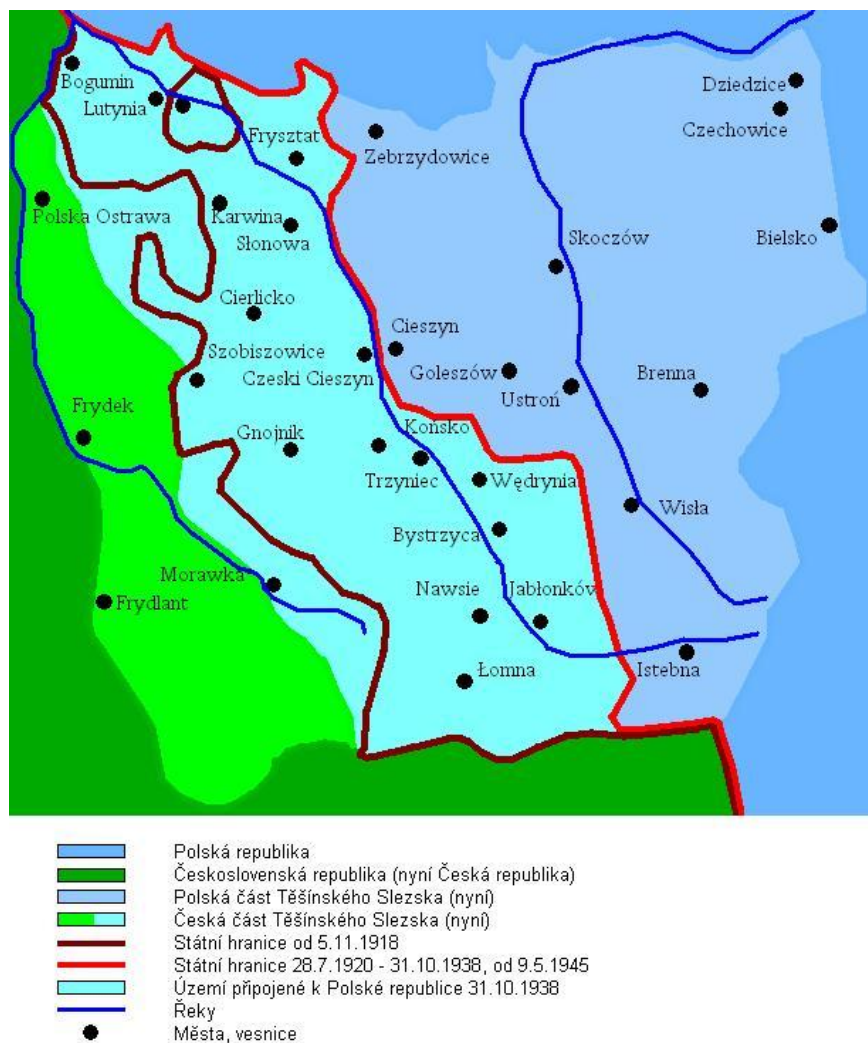 Bogumin
Lutynia
Dziedzice
Czechowice
Frysztat
Zebrzydowice
Polska Ostrawa
Karwina
Słonowa
Skoczów
Bielsko
Cierlicko
Cieszyn
Szobiszowice
Czeski Cieszyn
Goleszów
Ustroń
Brenna
Frydek
Gnojnik
Końsko
Trzyniec
Wędrynia
Wisła
Bystrzyca
Morawka
Nawsie
Jabłonków
Frydlant
Łomna
Istebna
Polská republika
Československá republika (nyní Česká republika)
Polská část Těšínského Slezska (nyní)
Česká část Těšínského Slezska (nyní)
Státní hranice od 5.11.1918
Státní hranice 28.7.1920 - 31.10.1938, od 9.5.1945
Území připojené k Polské republice 31.10.1938
Řeky
Města, vesnice